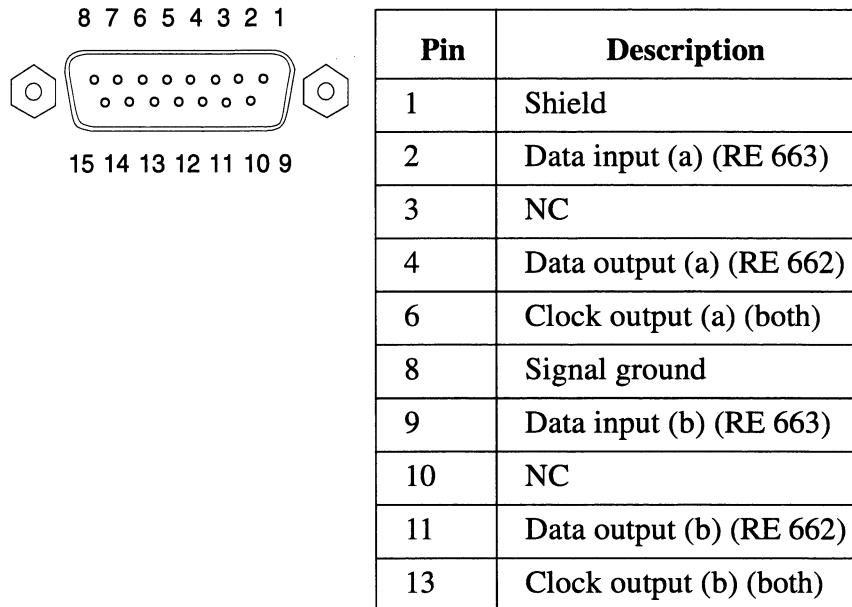 8 7 6 5 4 3 2 1
15 14 13 12 11 10 9
Pin Description
1 Shield
2 Data input (a) (RE 663)
3 NC
4 Data output (a) (RE 662)
6 Clock output (a) (both)
8 Signal ground
9 Data input (b) (RE 663)
10 NC
11 Data output (b) (RE 662)
13 Clock output (b) (both)